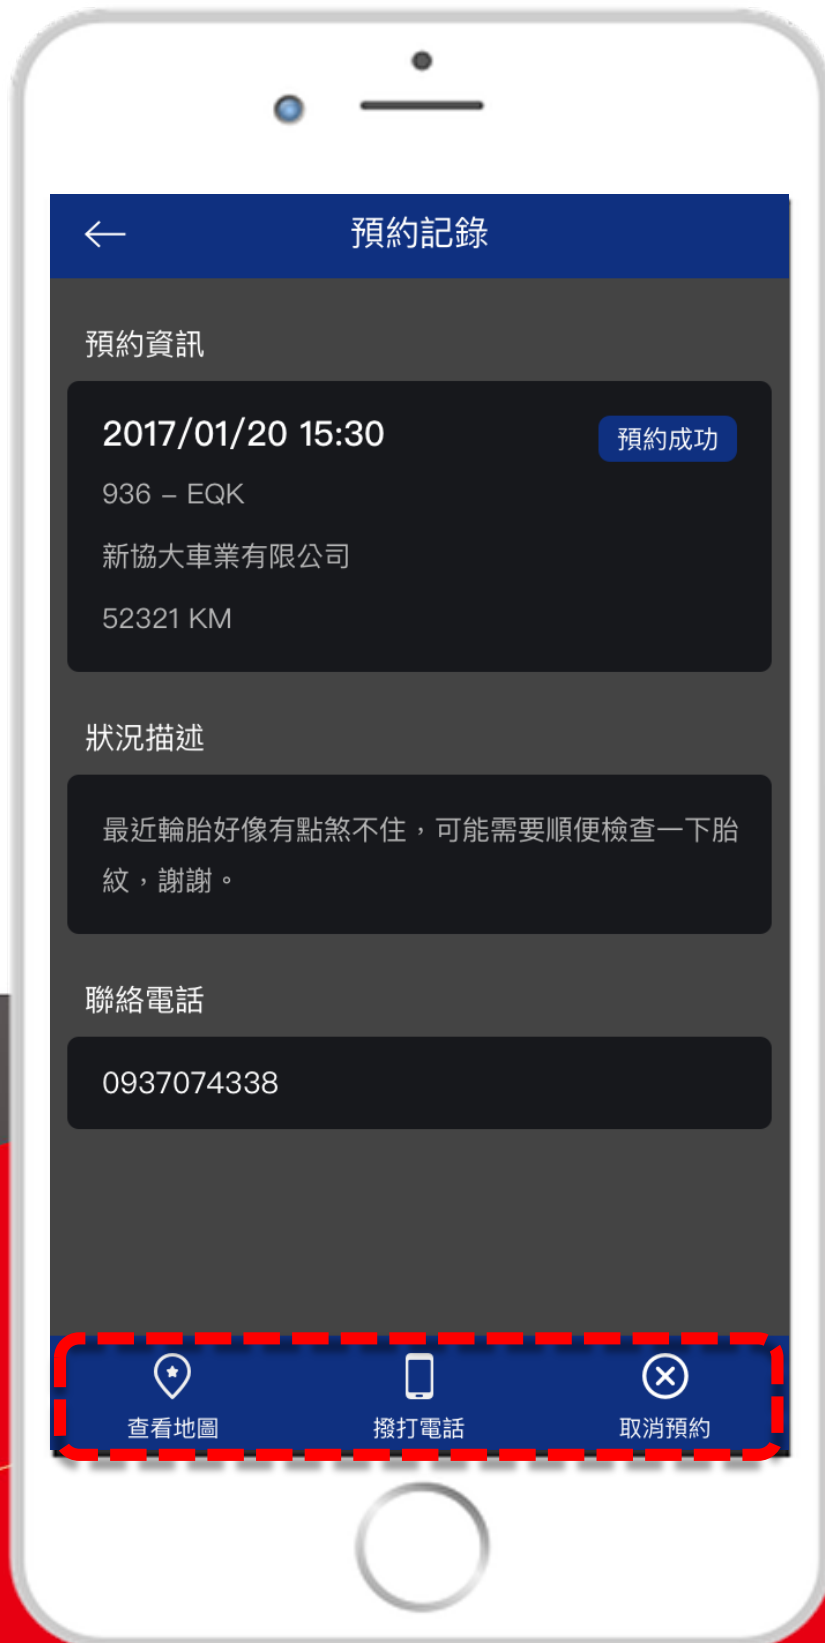 預約記錄
預約資訊
2017/01/20 15:30
預約成功
936 – EQK
新協大車業有限公司
52321 KM
狀況描述
最近輪胎好像有點煞不住，可能需要順便檢查一下胎
紋，謝謝。
聯絡電話
0937074338
查看地圖
撥打電話
取消預約